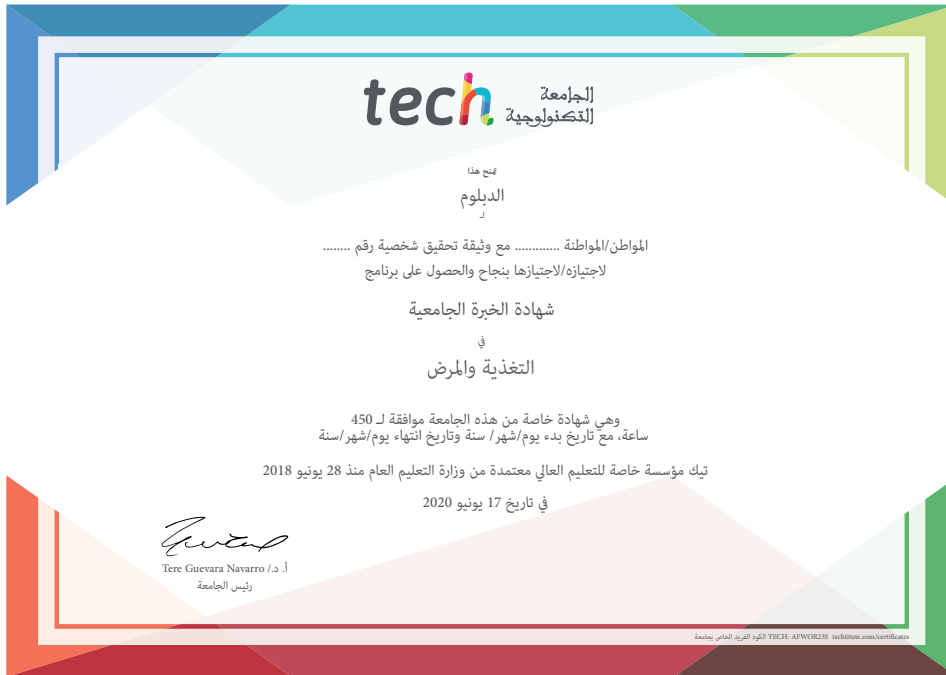 tech الجامعة
التكنولوجية
يمنح هذا
الدبلوم
لـ
المواطن/المواطنة ............ مع وثيقة تحقيق شخصية رقم ........
لاجتيازه/لاجتيازها بنجاح والحصول على برنامج
شهادة الخبرة الجامعية
في
التغذية والمرض
وهي شهادة خاصة من هذه الجامعة موافقة لـ 450
ساعة، مع تاريخ بدء يوم/شهر/ سنة وتاريخ انتهاء يوم/شهر/سنة
تيك مؤسسة خاصة للتعليم العالي معتمدة من وزارة التعليم العام منذ 28 يونيو 2018
في تاريخ 17 يونيو 2020
أ. د./ Tere Guevara Navarro
رئيس الجامعة
الكود الفريد الخاص بجامعة TECH: AFWOR23S techtitute.com/certificates